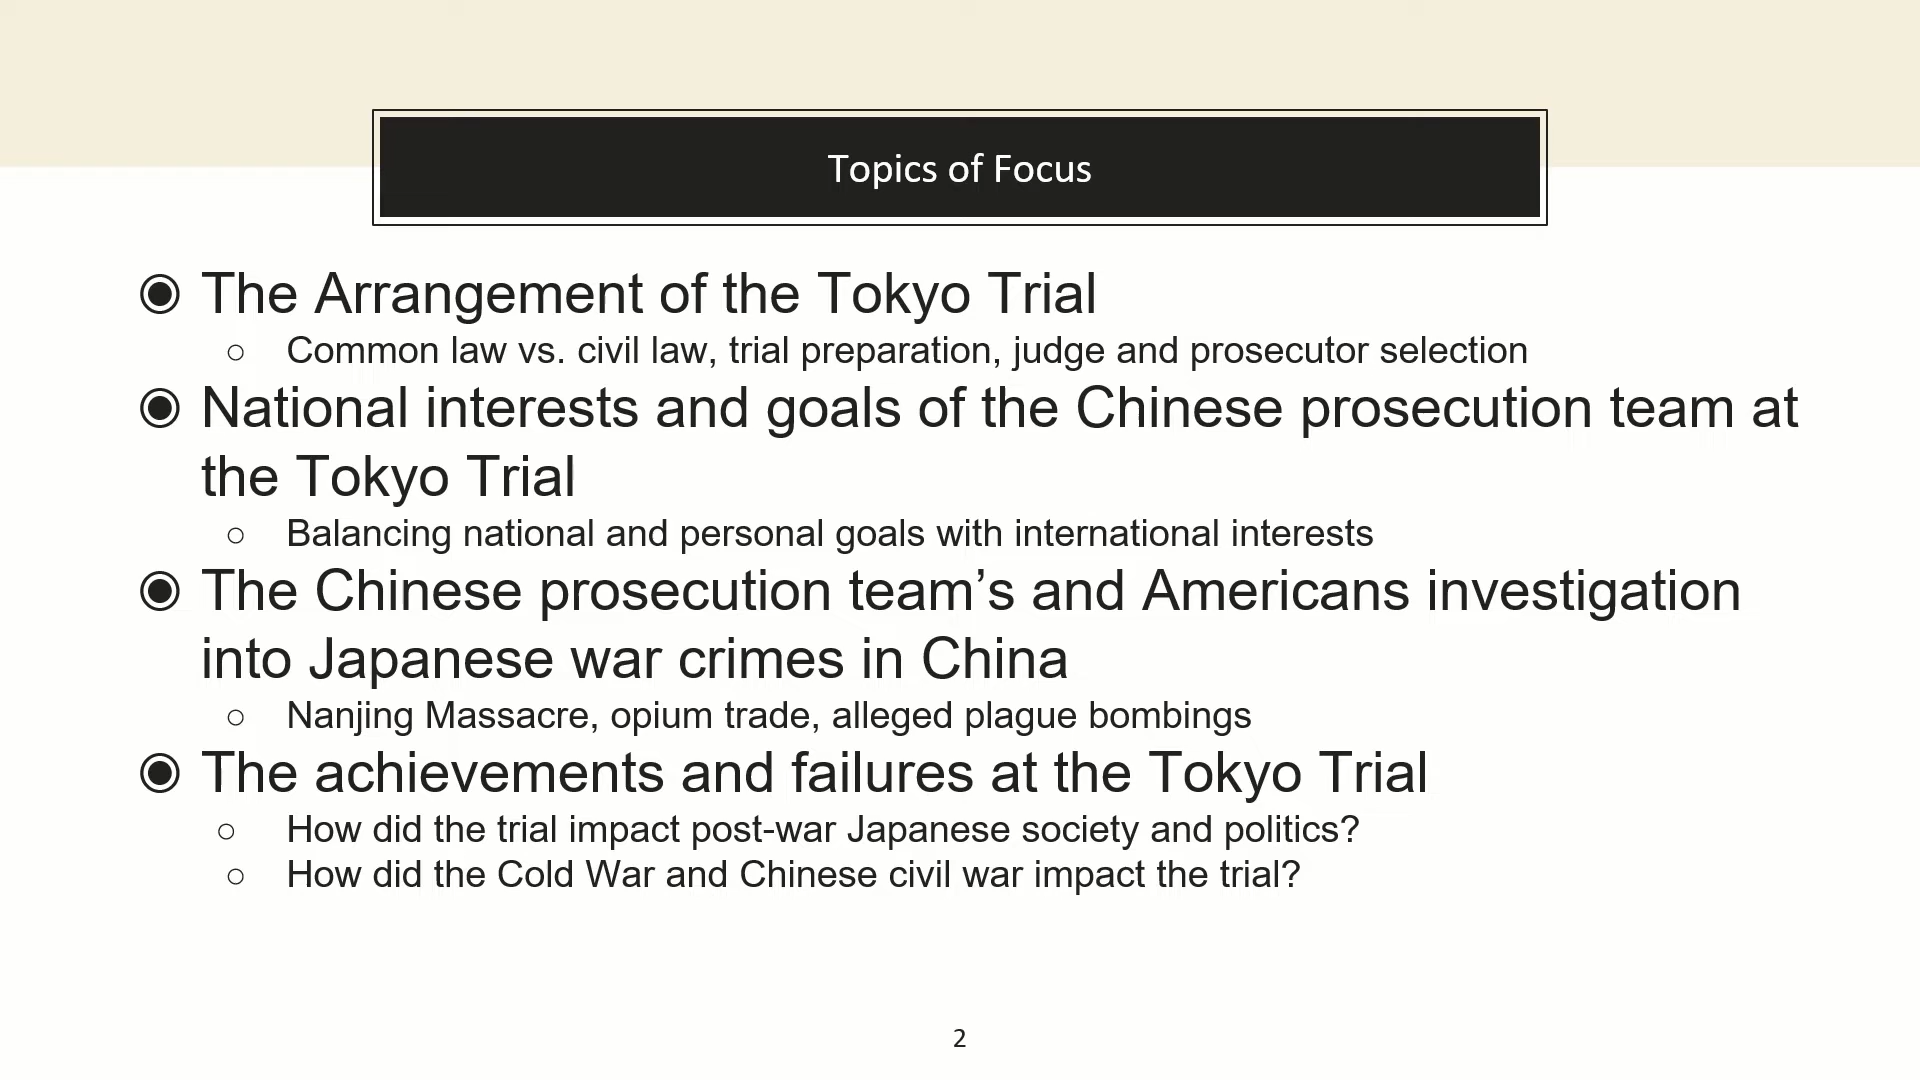 Topics of Focus
◉ The Arrangement of the Tokyo Trial
○ Common law vs. civil law, trial preparation, judge and prosecutor selection
◉ National interests and goals of the Chinese prosecution team at
the Tokyo Trial
○ Balancing national and personal goals with international interests
◉ The Chinese prosecution team’s and Americans investigation
into Japanese war crimes in China
○ Nanjing Massacre, opium trade, alleged plague bombings
◉ The achievements and failures at the Tokyo Trial
○ How did the trial impact post-war Japanese society and politics?
○ How did the Cold War and Chinese civil war impact the trial?
2